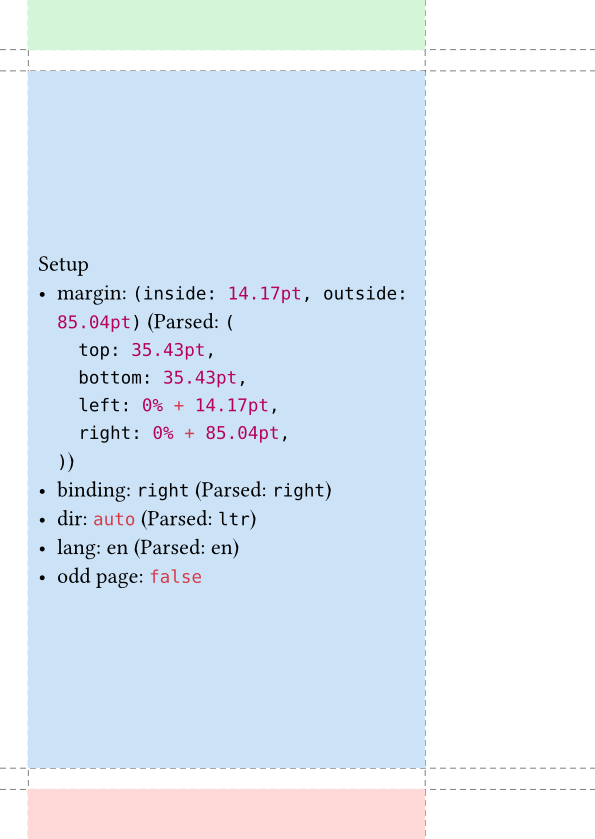 Setup
• margin: (inside: 14.17pt, outside:
85.04pt) (Parsed: (
top: 35.43pt,
bottom: 35.43pt,
left: 0% + 14.17pt,
right: 0% + 85.04pt,
))
• binding: right (Parsed: right)
• dir: auto (Parsed: ltr)
• lang: en (Parsed: en)
• odd page: false